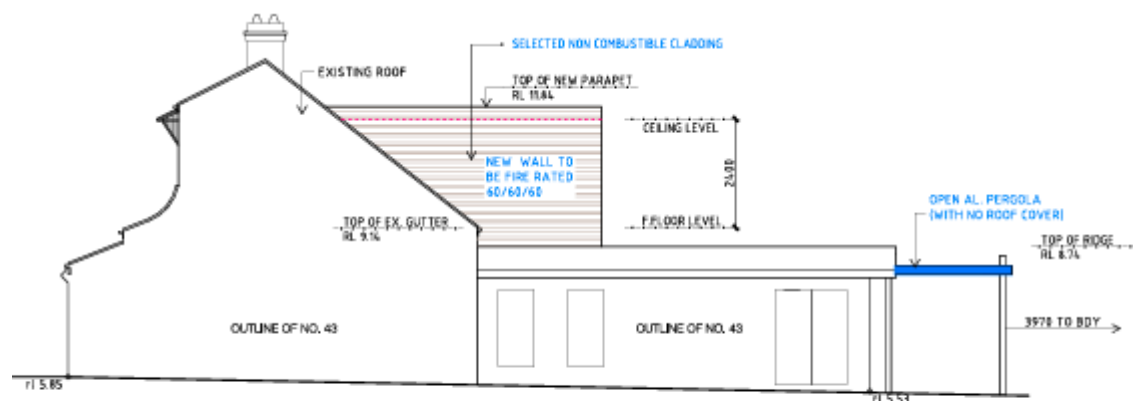 SELECTED NON COMBUSTIBLE CLADDING
EXISTING ROOF
TOP OF NEW PARAPET
RL 11.84
CEILING LEVEL
2400
NEW WALL TO
BE FIRE RATED
60/60/60
OPEN AL. PERGOLA
(WITH NO ROOF COVER)
TOP OF EX. GUTTER
RL 9.14
F.FLOOR LEVEL
TOP OF RIDGE
RL 8.74
OUTLINE OF NO. 43
OUTLINE OF NO. 43
3970 TO BDY
rl 5.85
rl 5.53